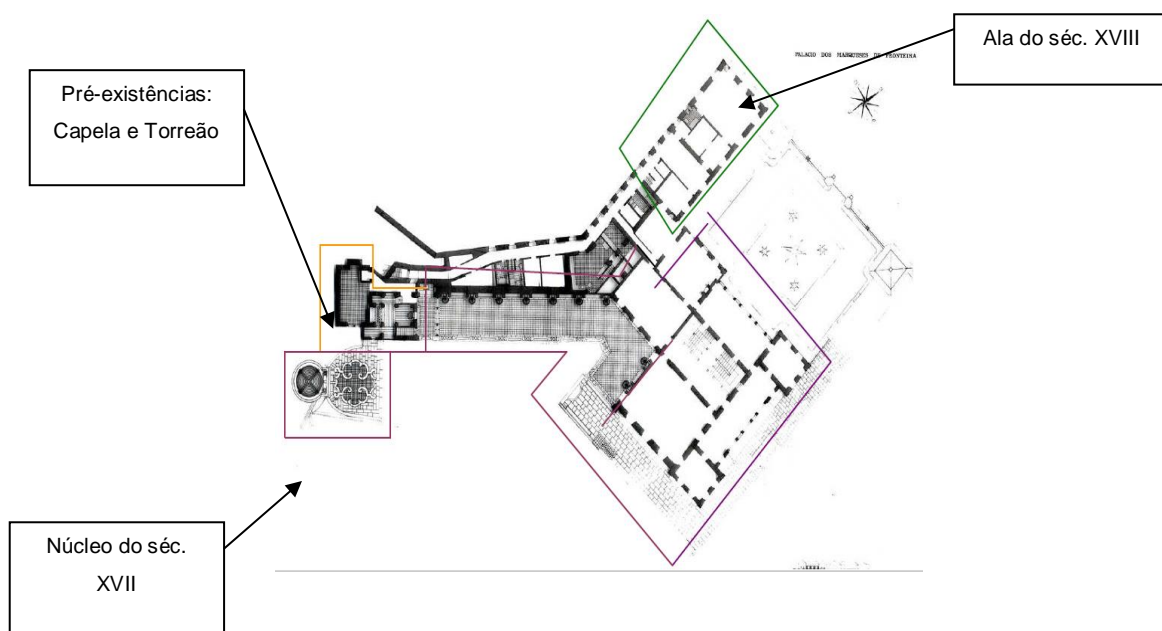 Ala do séc. XVIII
PALACIO DOS MARQUESES DE FRONTEIRA
Pré-existências:
Capela e Torreão
Núcleo do séc.
XVII